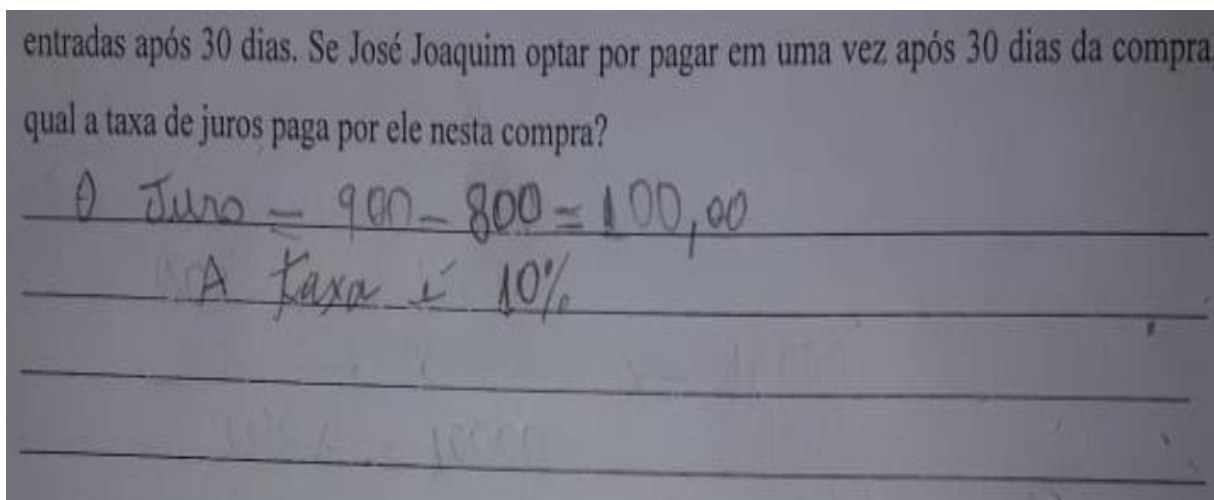 entradas após 30 dias. Se José Joaquim optar por pagar em uma vez após 30 dias da compra,
qual a taxa de juros paga por ele nesta compra?
O Juro = 900 - 800 = 100,00
A taxa é 10%